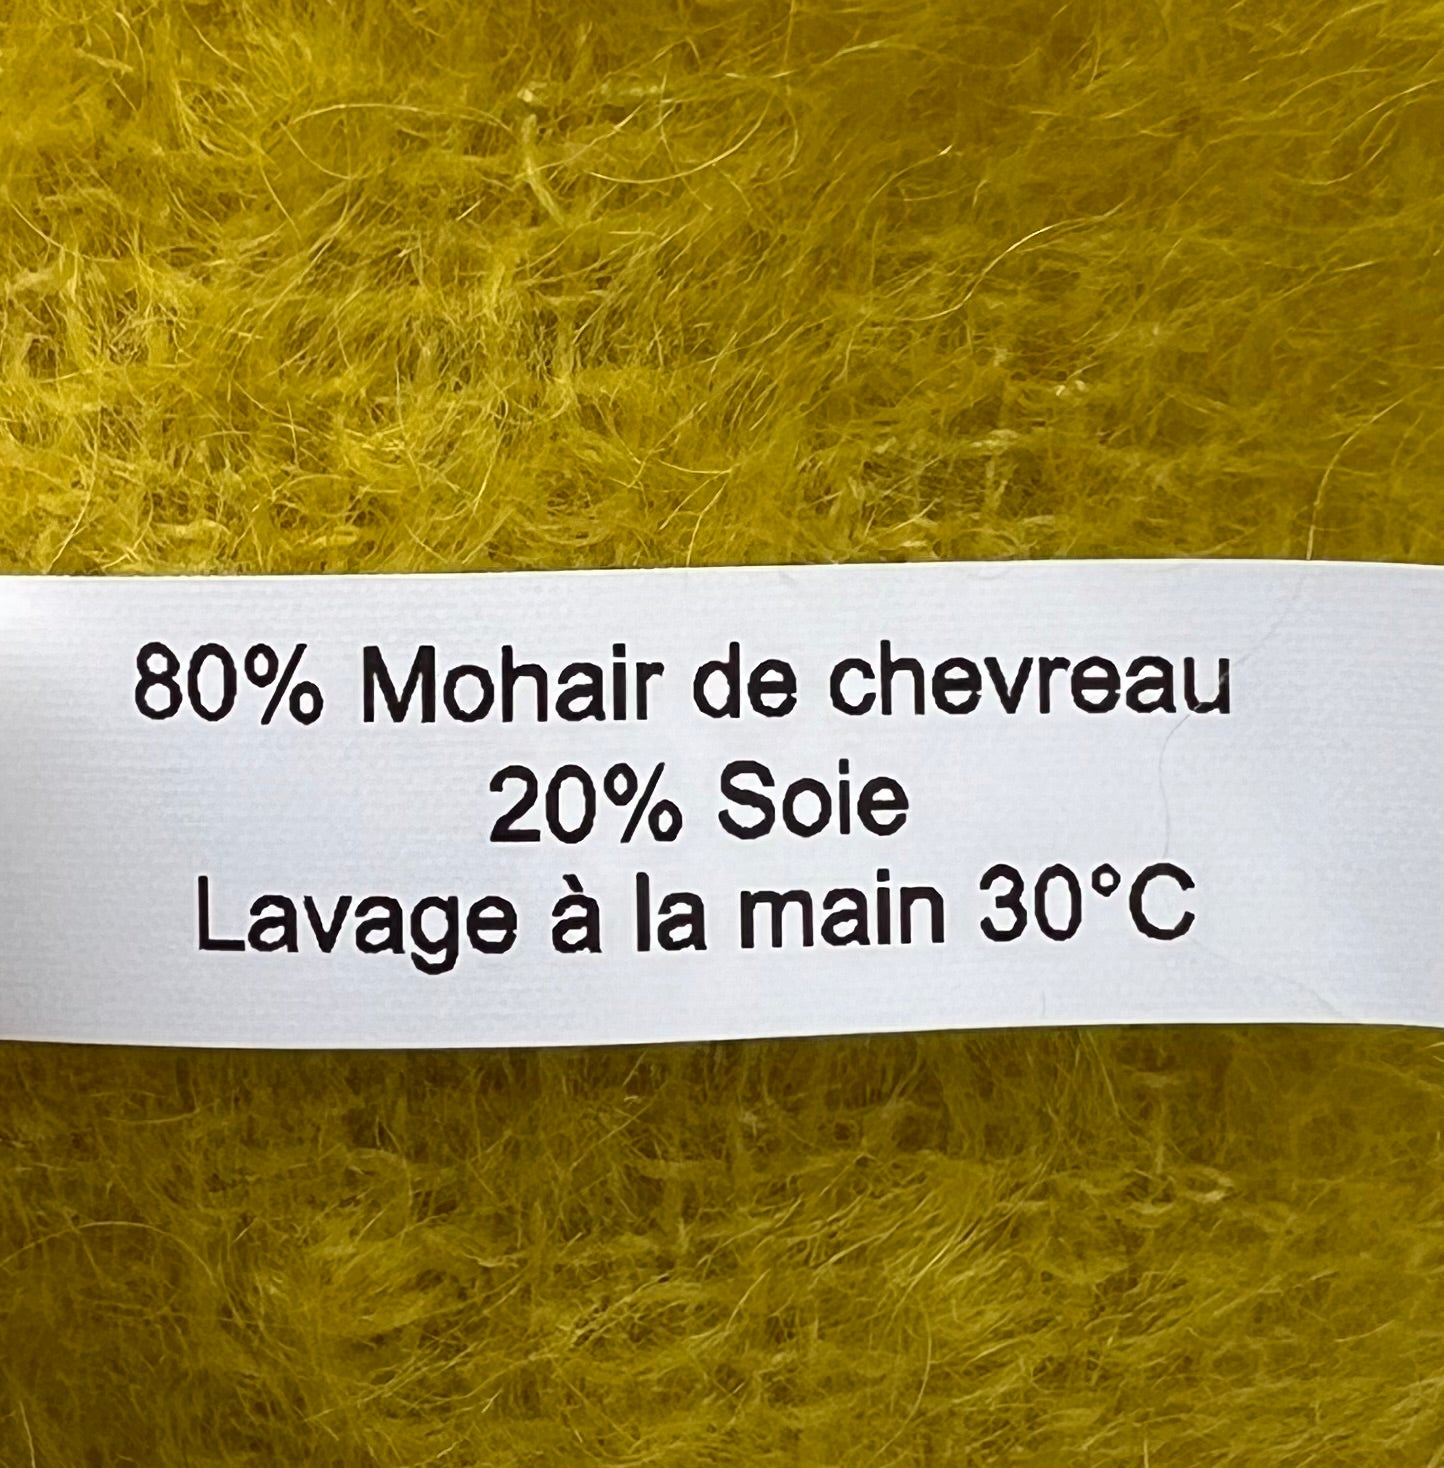 80% Mohair de chevreau
20% Soie
Lavage à la main 30°C